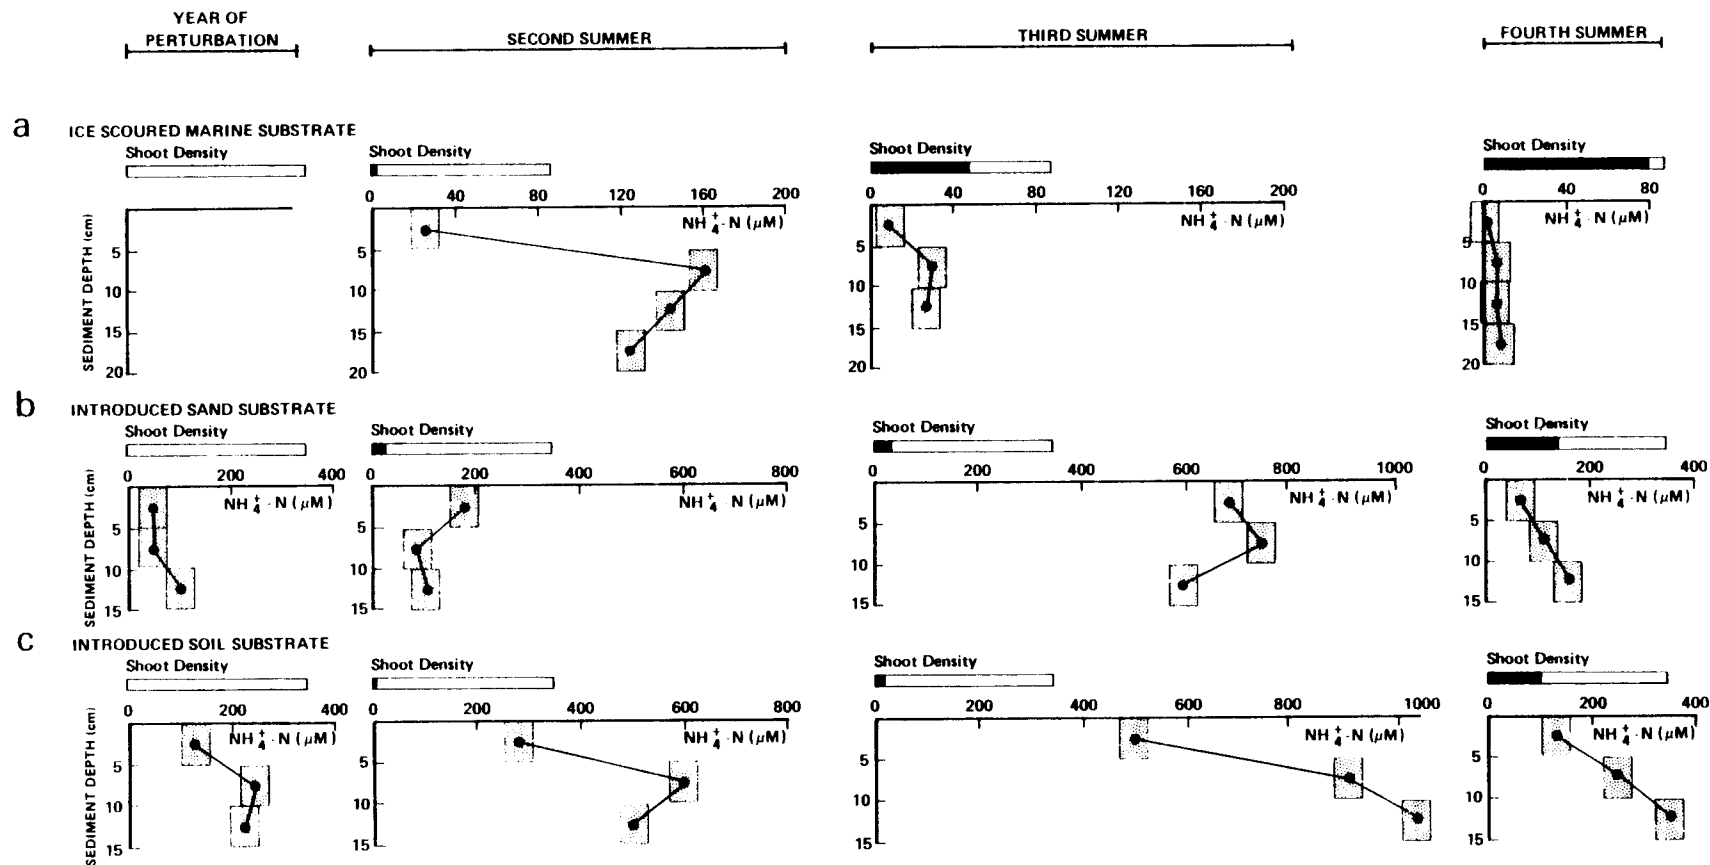 YEAR OF
PERTURBATION
SECOND SUMMER
THIRD SUMMER
FOURTH SUMMER
a
ICE SCOURED MARINE SUBSTRATE
Shoot Density
Shoot Density
Shoot Density
Shoot Density
0 40 80 120 160 200
0 40 80 120 160 200
0 40 80
NH₄⁺-N (μM)
NH₄⁺-N (μM)
NH₄⁺-N (μM)
SEDIMENT DEPTH (cm)
5 10 15 20
5 10 15 20
5 10 15 20
5 10 15 20
b
INTRODUCED SAND SUBSTRATE
Shoot Density
Shoot Density
Shoot Density
Shoot Density
0 200 400
0 200 400 600 800
0 200 400 600 800 1000
0 200 400
NH₄⁺-N (μM)
NH₄⁺-N (μM)
NH₄⁺-N (μM)
NH₄⁺-N (μM)
SEDIMENT DEPTH (cm)
5 10 15
5 10 15
5 10 15
5 10 15
c
INTRODUCED SOIL SUBSTRATE
Shoot Density
Shoot Density
Shoot Density
Shoot Density
0 200 400
0 200 400 600 800
0 200 400 600 800 1000
0 200 400
NH₄⁺-N (μM)
NH₄⁺-N (μM)
NH₄⁺-N (μM)
NH₄⁺-N (μM)
SEDIMENT DEPTH (cm)
5 10 15
5 10 15
5 10 15
5 10 15